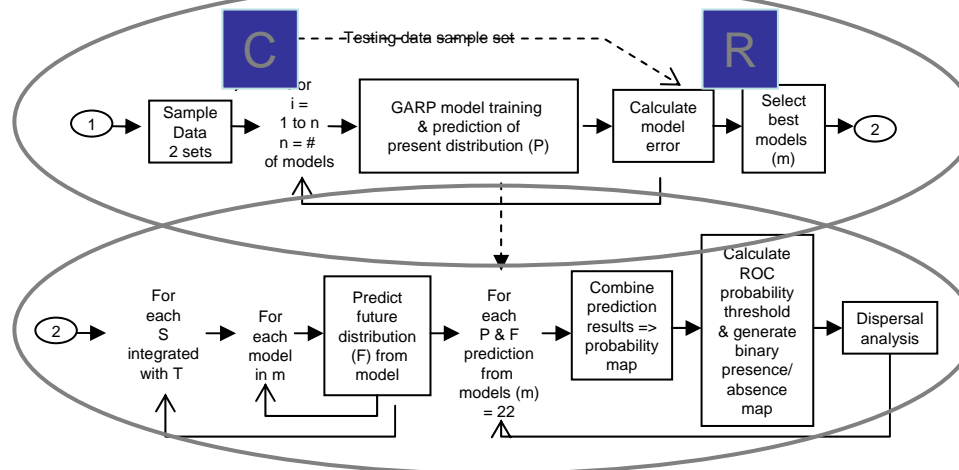 C
Testing data sample set
R
1
Sample
Data
2 sets
i =
1 to n
n = #
of models
GARP model training
& prediction of
present distribution (P)
Calculate
model
error
Select
best
models
(m)
2
2
For
each
S
integrated
with T
For
each
model
in m
Predict
future
distribution
(F) from
model
For
each
P & F
prediction
from
models (m)
= 22
Combine
prediction
results =>
probability
map
Calculate
ROC
probability
threshold
& generate
binary
presence/
absence
map
Dispersal
analysis